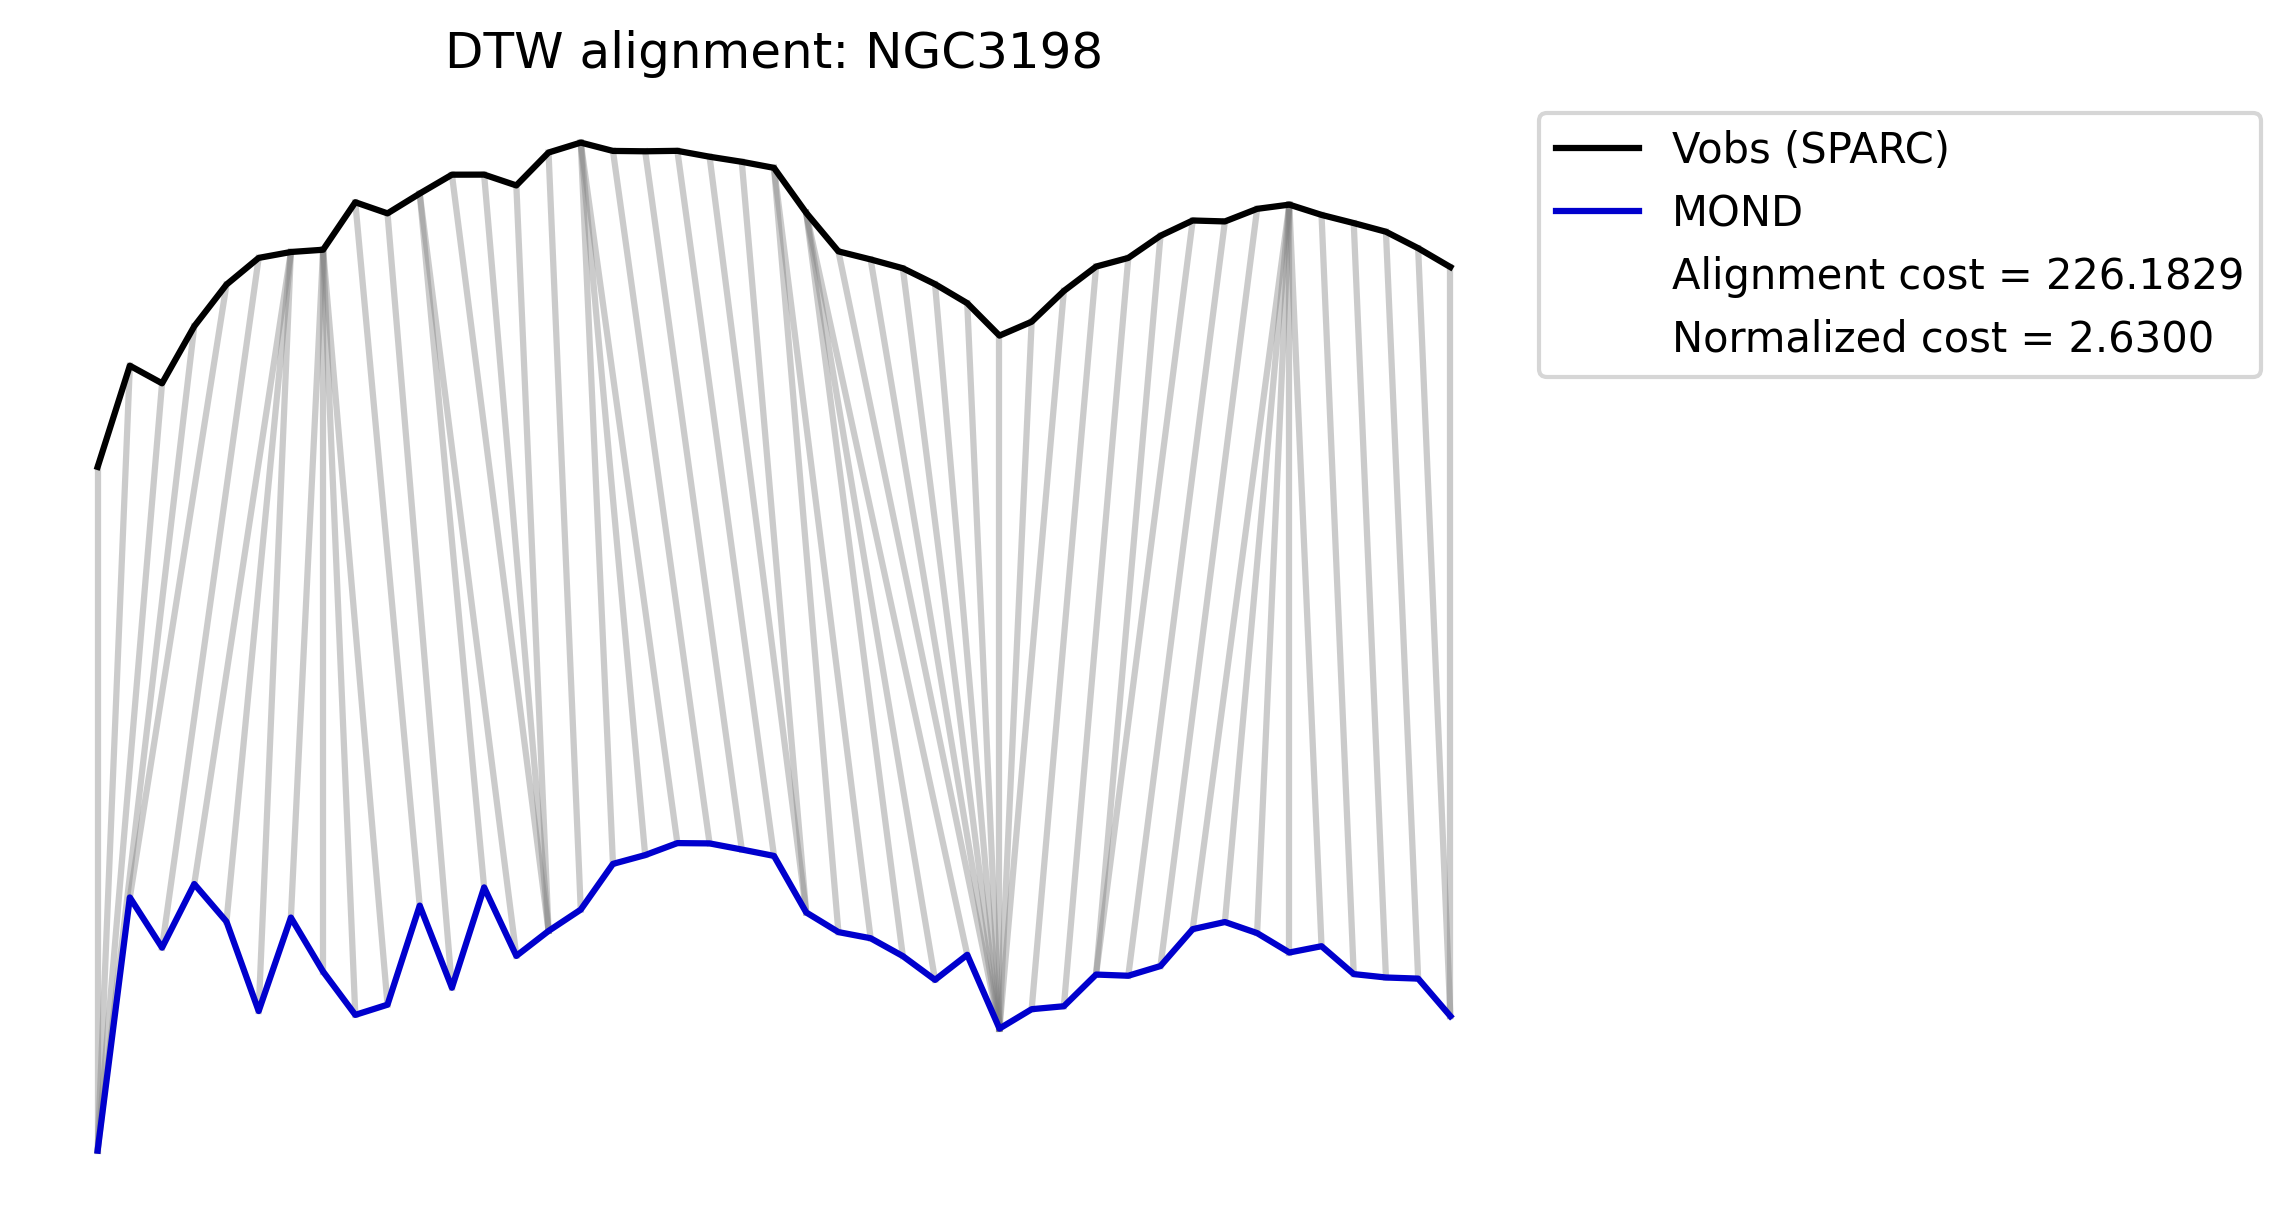 DTW alignment: NGC3198
Vobs (SPARC)
MOND
Alignment cost = 226.1829
Normalized cost = 2.6300